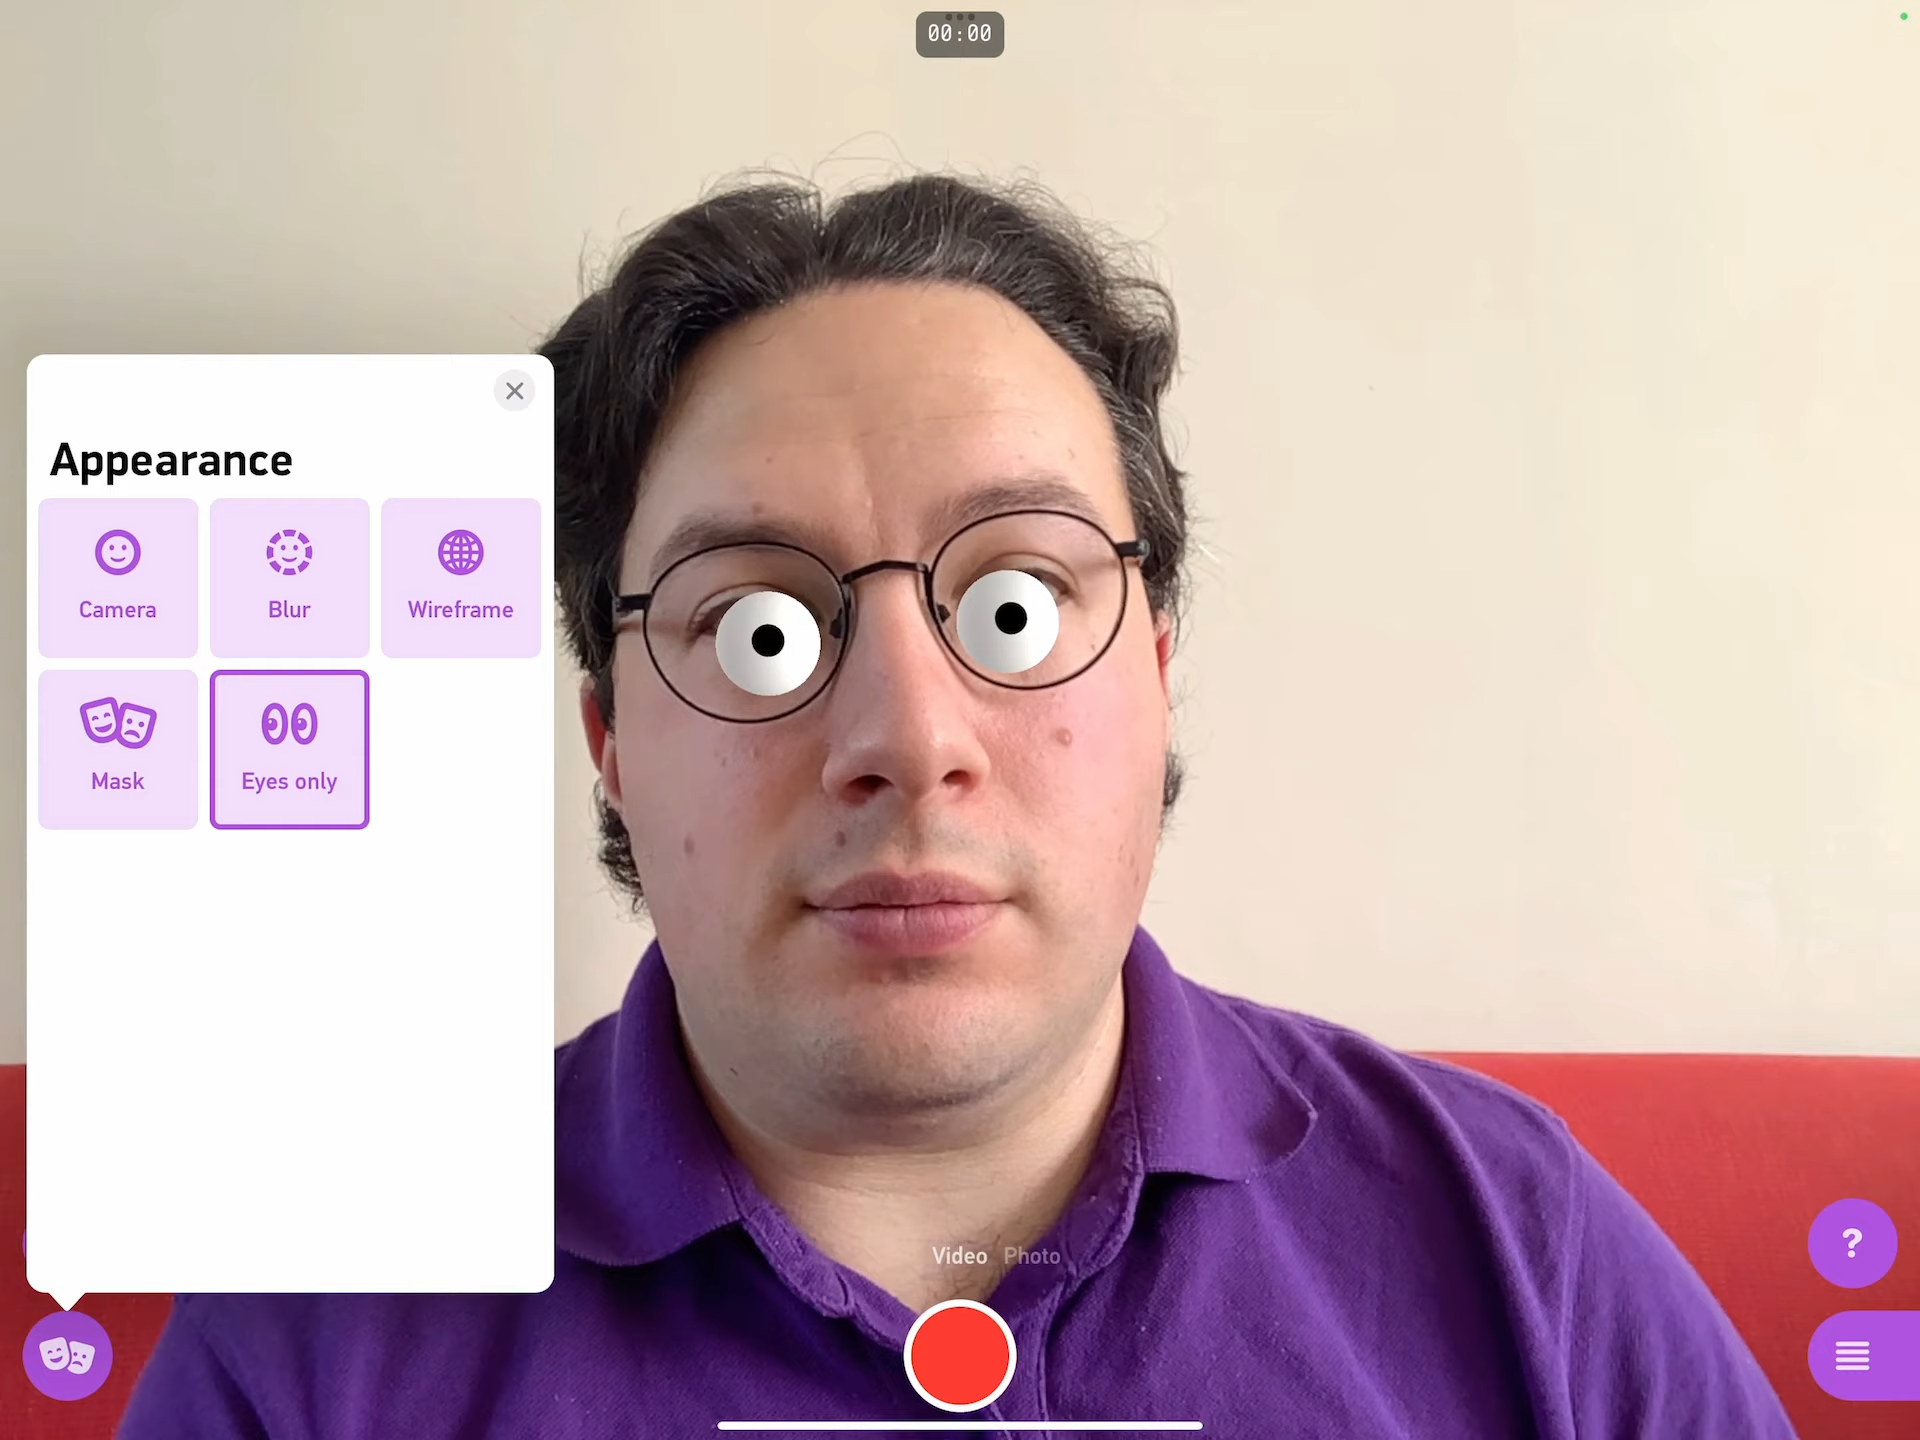 00:00
Appearance
Camera
Blur
Wireframe
Mask
Eyes only
Video Photo
?